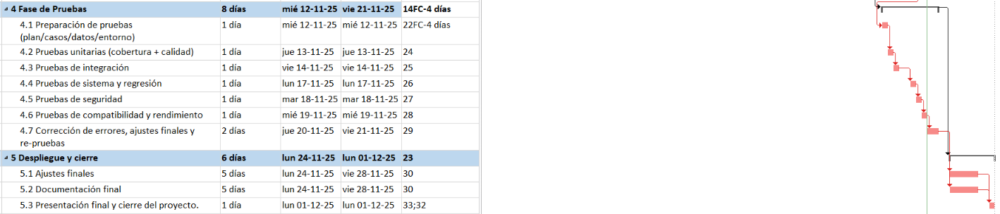 4 Fase de Pruebas 8 días mié 12-11-25 vie 21-11-25 14FC-4 días
4.1 Preparación de pruebas 1 día mié 12-11-25 mié 12-11-25 22FC-4 días
(plan/casos/datos/entorno)
4.2 Pruebas unitarias (cobertura + calidad) 1 día jue 13-11-25 jue 13-11-25 24
4.3 Pruebas de integración 1 día vie 14-11-25 vie 14-11-25 25
4.4 Pruebas de sistema y regresión 1 día lun 17-11-25 lun 17-11-25 26
4.5 Pruebas de seguridad 1 día mar 18-11-25 mar 18-11-25 27
4.6 Pruebas de compatibilidad y rendimiento 1 día mié 19-11-25 mié 19-11-25 28
4.7 Corrección de errores, ajustes finales y 2 días jue 20-11-25 vie 21-11-25 29
re-pruebas
5 Despliegue y cierre 6 días lun 24-11-25 lun 01-12-25 23
5.1 Ajustes finales 5 días lun 24-11-25 vie 28-11-25 30
5.2 Documentación final 5 días lun 24-11-25 vie 28-11-25 30
5.3 Presentación final y cierre del proyecto. 1 día lun 01-12-25 lun 01-12-25 33;32